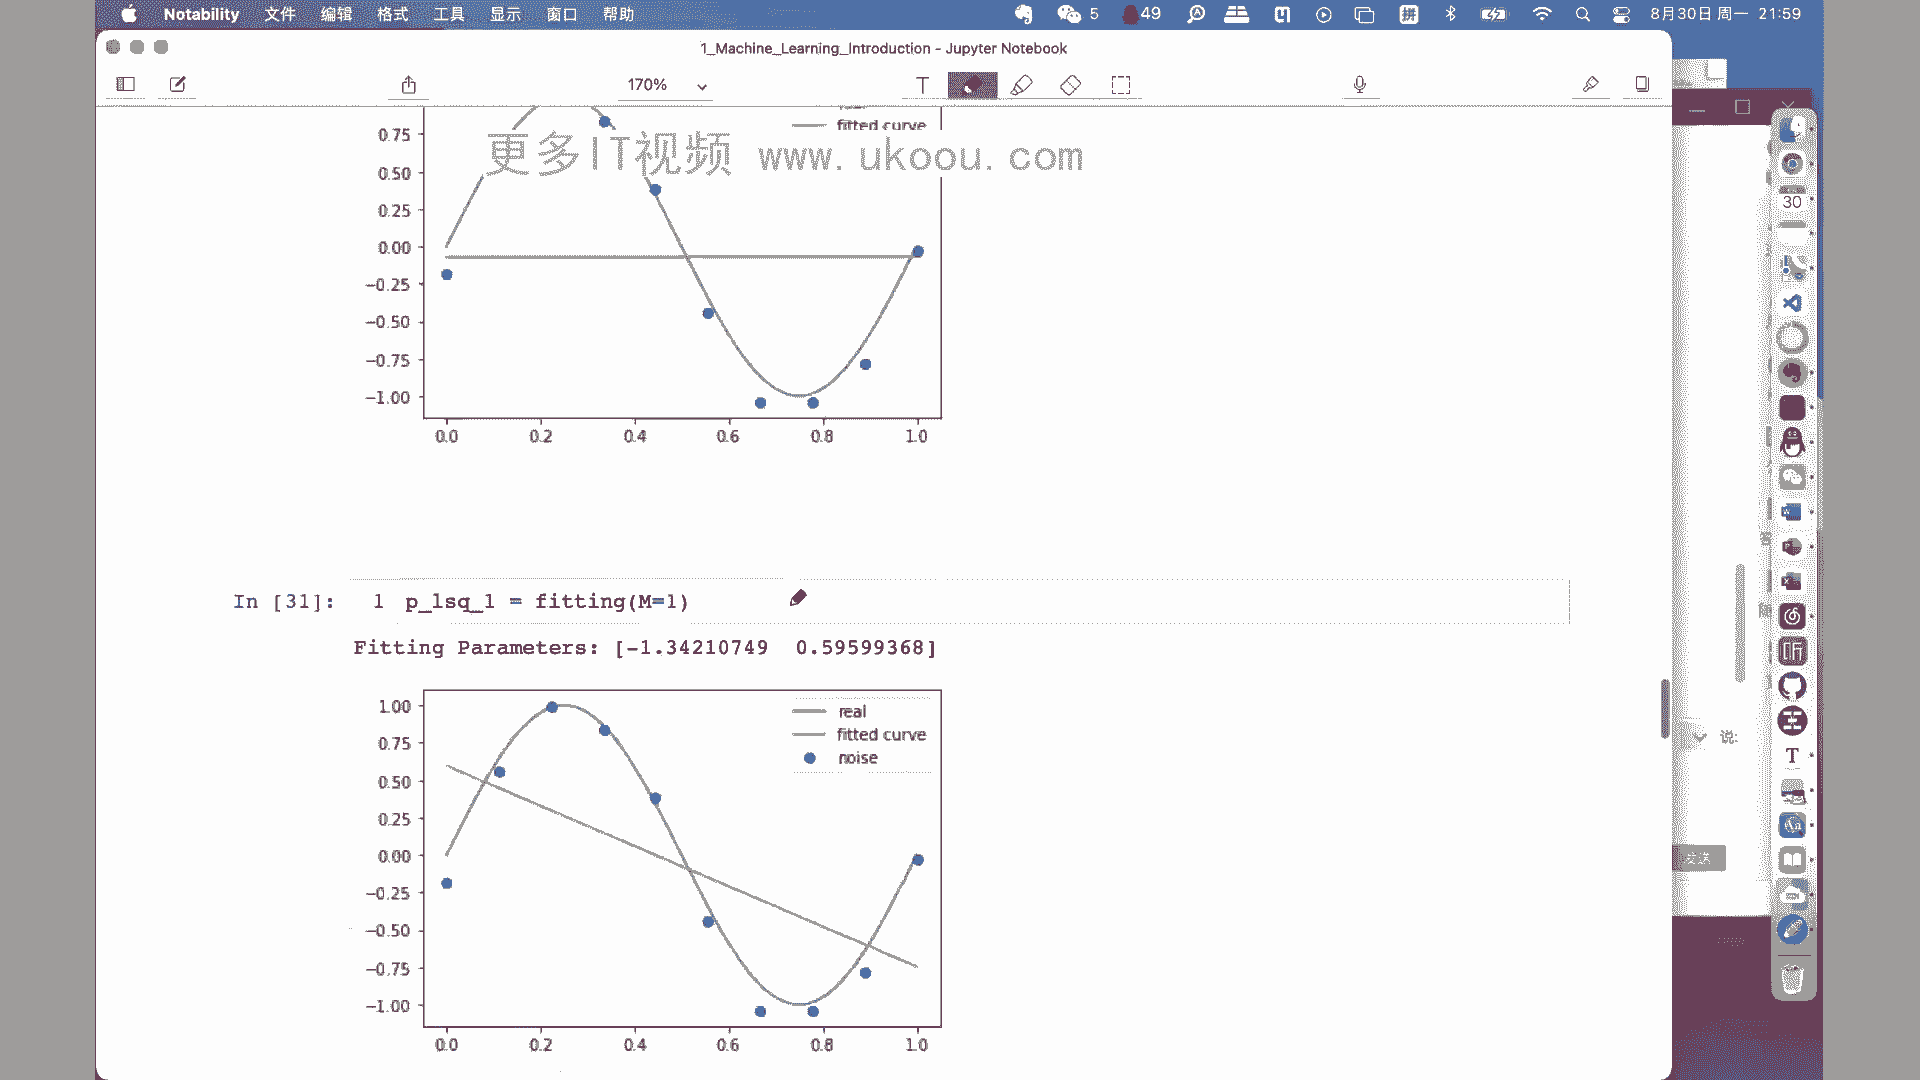 Notability 文件 编辑 格式 工具 显示 窗口 帮助 5 49 拼 8月30日 周一 21:59
1_Machine_Learning_Introduction - Jupyter Notebook
170% T
fitted curve
更多IT视频 www.ukoou.com
0.75
0.50
0.25
0.00
−0.25
−0.50
−0.75
−1.00
0.0 0.2 0.4 0.6 0.8 1.0
In [31]: 1 p_lsq_1 = fitting(M=1)
Fitting Parameters: [-1.34210749 0.59599368]
real
fitted curve
noise
1.00
0.75
0.50
0.25
0.00
−0.25
−0.50
−0.75
−1.00
0.0 0.2 0.4 0.6 0.8 1.0
30
说:
发送
T
Aa